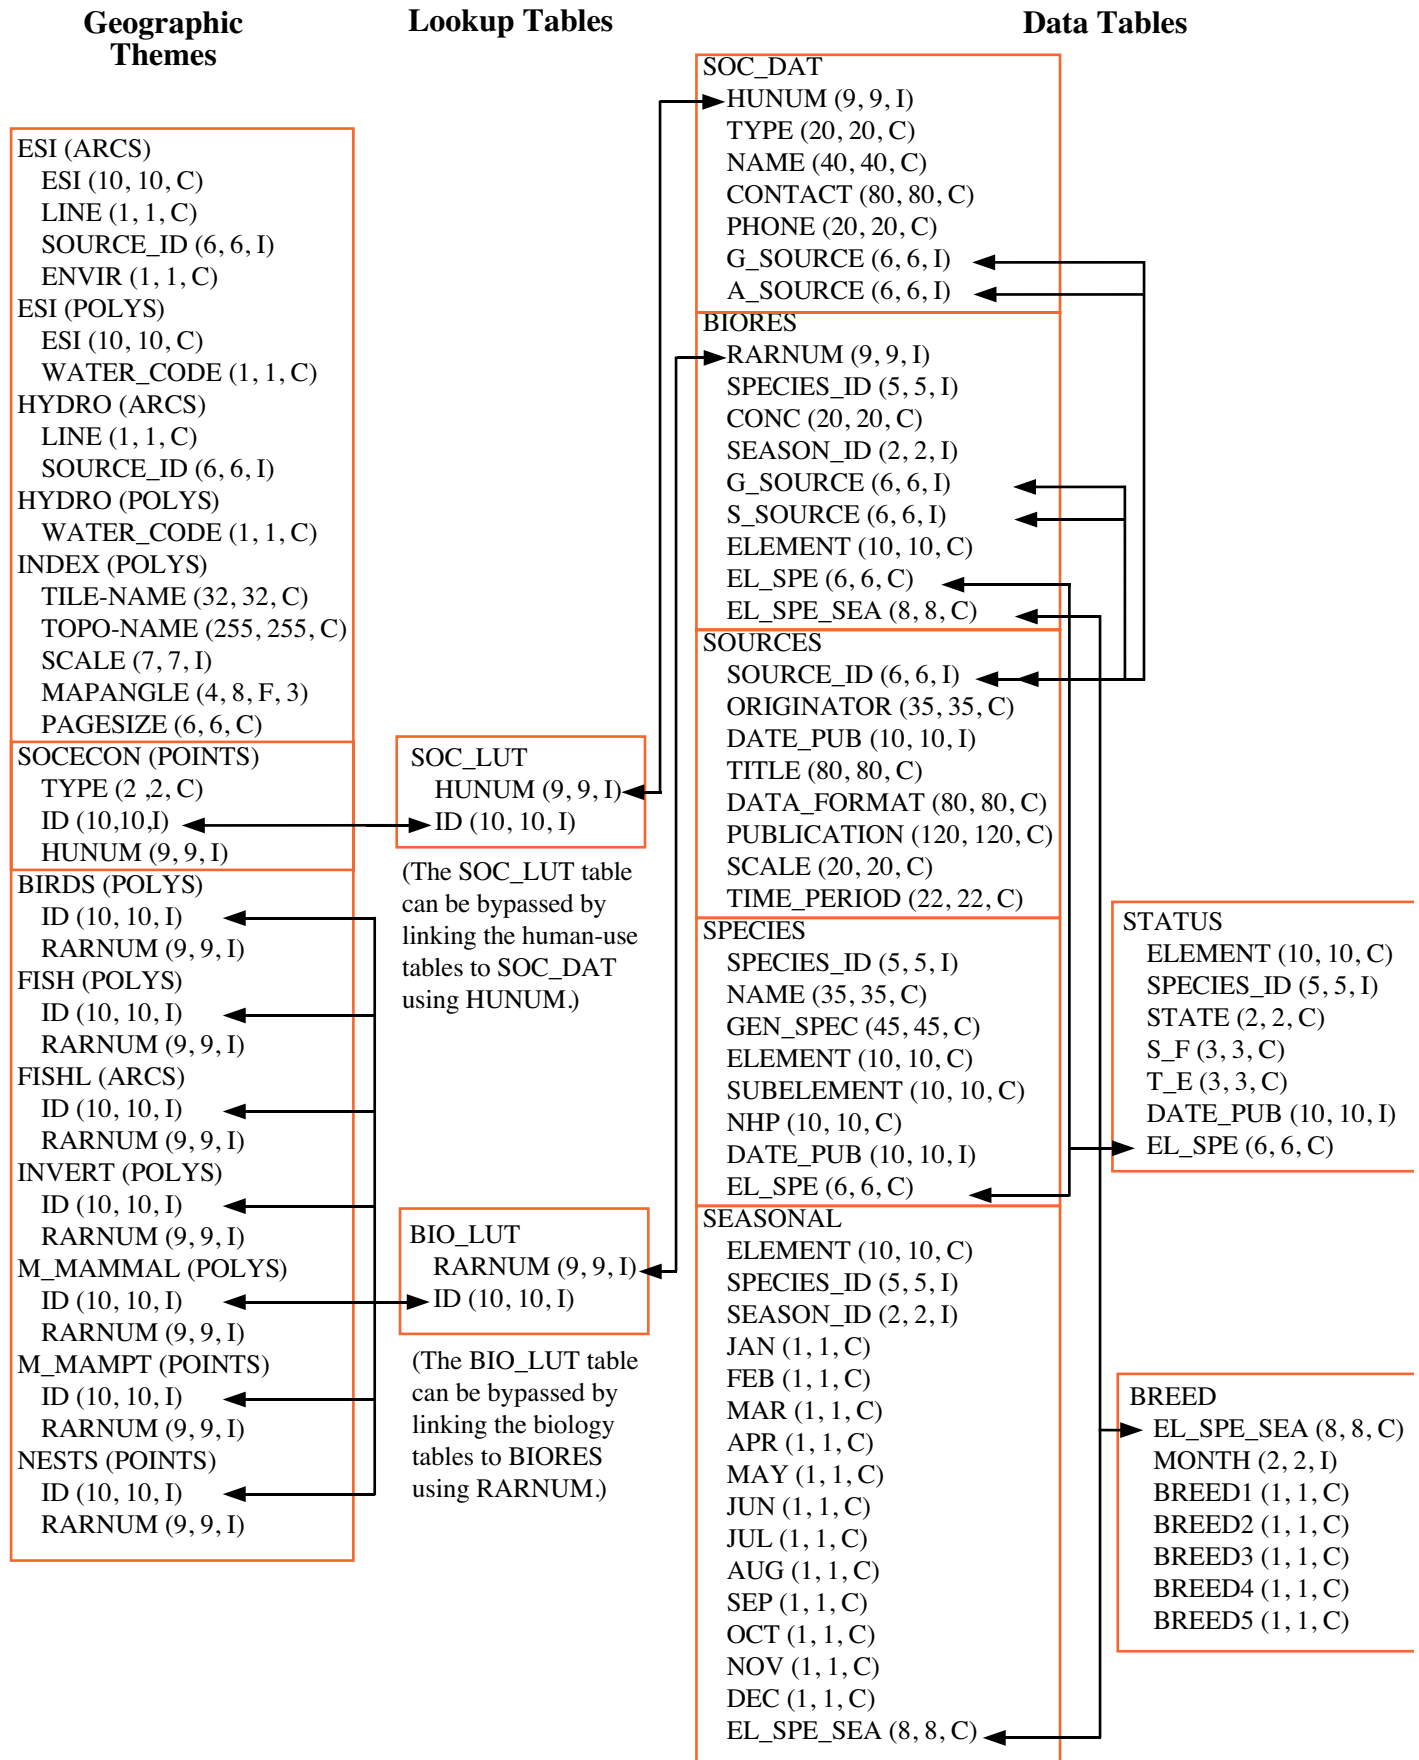 Geographic
Themes
ESI (ARCS)
ESI (10, 10, C)
LINE (1, 1, C)
SOURCE_ID (6, 6, I)
ENVIR (1, 1, C)
ESI (POLYS)
ESI (10, 10, C)
WATER_CODE (1, 1, C)
HYDRO (ARCS)
LINE (1, 1, C)
SOURCE_ID (6, 6, I)
HYDRO (POLYS)
WATER_CODE (1, 1, C)
INDEX (POLYS)
TILE-NAME (32, 32, C)
TOPO-NAME (255, 255, C)
SCALE (7, 7, I)
MAPANGLE (4, 8, F, 3)
PAGESIZE (6, 6, C)
SOCECON (POINTS)
TYPE (2 ,2, C)
ID (10,10,I)
HUNUM (9, 9, I)
BIRDS (POLYS)
ID (10, 10, I)
RARNUM (9, 9, I)
FISH (POLYS)
ID (10, 10, I)
RARNUM (9, 9, I)
FISHL (ARCS)
ID (10, 10, I)
RARNUM (9, 9, I)
INVERT (POLYS)
ID (10, 10, I)
RARNUM (9, 9, I)
M_MAMMAL (POLYS)
ID (10, 10, I)
RARNUM (9, 9, I)
M_MAMPT (POINTS)
ID (10, 10, I)
RARNUM (9, 9, I)
NESTS (POINTS)
ID (10, 10, I)
RARNUM (9, 9, I)
Lookup Tables
SOC_LUT
HUNUM (9, 9, I)
ID (10, 10, I)
(The SOC_LUT table
can be bypassed by
linking the human-use
tables to SOC_DAT
using HUNUM.)
BIO_LUT
RARNUM (9, 9, I)
ID (10, 10, I)
(The BIO_LUT table
can be bypassed by
linking the biology
tables to BIORES
using RARNUM.)
Data Tables
SOC_DAT
HUNUM (9, 9, I)
TYPE (20, 20, C)
NAME (40, 40, C)
CONTACT (80, 80, C)
PHONE (20, 20, C)
G_SOURCE (6, 6, I)
A_SOURCE (6, 6, I)
BIORES
RARNUM (9, 9, I)
SPECIES_ID (5, 5, I)
CONC (20, 20, C)
SEASON_ID (2, 2, I)
G_SOURCE (6, 6, I)
S_SOURCE (6, 6, I)
ELEMENT (10, 10, C)
EL_SPE (6, 6, C)
EL_SPE_SEA (8, 8, C)
SOURCES
SOURCE_ID (6, 6, I)
ORIGINATOR (35, 35, C)
DATE_PUB (10, 10, I)
TITLE (80, 80, C)
DATA_FORMAT (80, 80, C)
PUBLICATION (120, 120, C)
SCALE (20, 20, C)
TIME_PERIOD (22, 22, C)
SPECIES
SPECIES_ID (5, 5, I)
NAME (35, 35, C)
GEN_SPEC (45, 45, C)
ELEMENT (10, 10, C)
SUBELEMENT (10, 10, C)
NHP (10, 10, C)
DATE_PUB (10, 10, I)
EL_SPE (6, 6, C)
SEASONAL
ELEMENT (10, 10, C)
SPECIES_ID (5, 5, I)
SEASON_ID (2, 2, I)
JAN (1, 1, C)
FEB (1, 1, C)
MAR (1, 1, C)
APR (1, 1, C)
MAY (1, 1, C)
JUN (1, 1, C)
JUL (1, 1, C)
AUG (1, 1, C)
SEP (1, 1, C)
OCT (1, 1, C)
NOV (1, 1, C)
DEC (1, 1, C)
EL_SPE_SEA (8, 8, C)
STATUS
ELEMENT (10, 10, C)
SPECIES_ID (5, 5, I)
STATE (2, 2, C)
S_F (3, 3, C)
T_E (3, 3, C)
DATE_PUB (10, 10, I)
EL_SPE (6, 6, C)
BREED
EL_SPE_SEA (8, 8, C)
MONTH (2, 2, I)
BREED1 (1, 1, C)
BREED2 (1, 1, C)
BREED3 (1, 1, C)
BREED4 (1, 1, C)
BREED5 (1, 1, C)